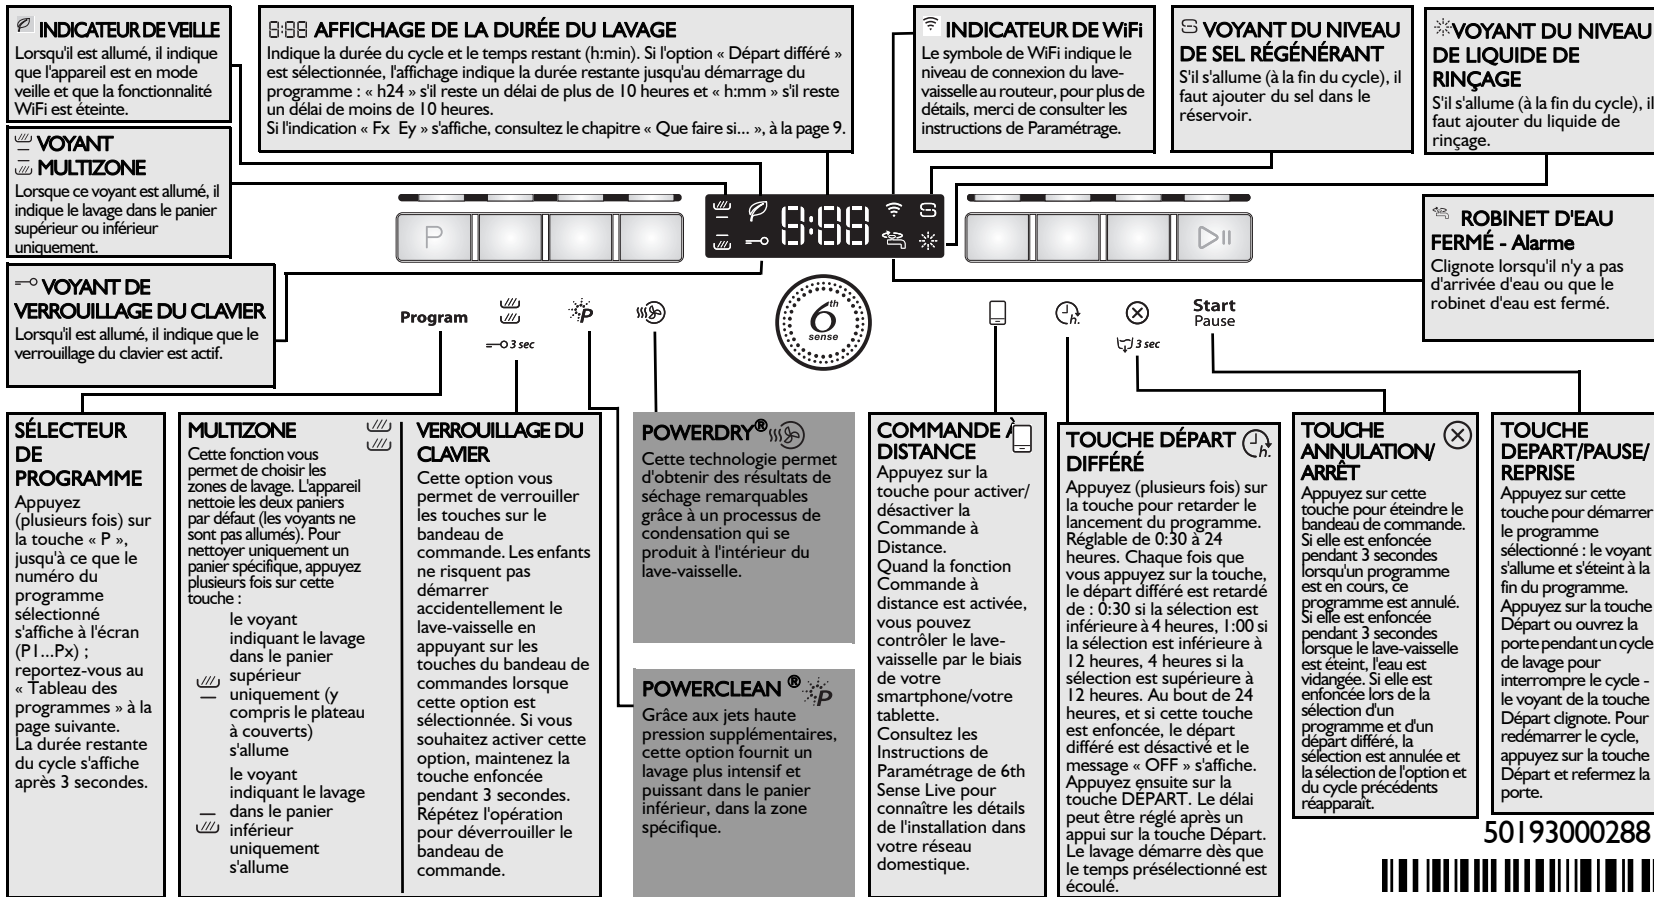 INDICATEUR DE VEILLE
Lorsqu'il est allumé, il indique
que l'appareil est en mode
veille et que la fonctionnalité
WiFi est éteinte.
8:88 AFFICHAGE DE LA DURÉE DU LAVAGE
Indique la durée du cycle et le temps restant (h:min). Si l'option « Départ différé »
est sélectionnée, l'affichage indique la durée restante jusqu'au démarrage du
programme : « h24 » s'il reste un délai de plus de 10 heures et « h:mm » s'il reste
un délai de moins de 10 heures.
Si l'indication « Fx Ey » s'affiche, consultez le chapitre « Que faire si... », à la page 9.
INDICATEUR DE WiFi
Le symbole de WiFi indique le
niveau de connexion du lave-
vaisselle au routeur, pour plus de
détails, merci de consulter les
instructions de Paramétrage.
VOYANT DU NIVEAU
DE SEL RÉGÉNÉRANT
S'il s'allume (à la fin du cycle), il
faut ajouter du sel dans le
réservoir.
VOYANT DU NIVEAU
DE LIQUIDE DE
RINÇAGE
S'il s'allume (à la fin du cycle), il
faut ajouter du liquide de
rinçage.
VOYANT
MULTIZONE
Lorsque ce voyant est allumé, il
indique le lavage dans le panier
supérieur ou inférieur
uniquement.
VOYANT DE
VERROUILLAGE DU CLAVIER
Lorsqu'il est allumé, il indique que le
verrouillage du clavier est actif.
ROBINET D'EAU
FERMÉ - Alarme
Clignote lorsqu'il n'y a pas
d'arrivée d'eau ou que le
robinet d'eau est fermé.
P
8:88
Program
3 sec
P
6th
sense
h.
3 sec
Start
Pause
SÉLECTEUR
DE
PROGRAMME
Appuyez
(plusieurs fois) sur
la touche « P »,
jusqu'à ce que le
numéro du
programme
sélectionné
s'affiche à l'écran
(P1...Px) ;
reportez-vous au
« Tableau des
programmes » à la
page suivante.
La durée restante
du cycle s'affiche
après 3 secondes.
MULTIZONE
Cette fonction vous
permet de choisir les
zones de lavage. L'appareil
nettoie les deux paniers
par défaut (les voyants ne
sont pas allumés). Pour
nettoyer uniquement un
panier spécifique, appuyez
plusieurs fois sur cette
touche :
le voyant
indiquant le lavage
dans le panier
supérieur
uniquement (y
compris le plateau
à couverts)
s'allume
le voyant
indiquant le lavage
dans le panier
inférieur
uniquement
s'allume
VERROUILLAGE DU
CLAVIER
Cette option vous
permet de verrouiller
les touches sur le
bandeau de
commande. Les enfants
ne risquent pas
démarrer
accidentellement le
lave-vaisselle en
appuyant sur les
touches du bandeau de
commandes lorsque
cette option est
sélectionnée. Si vous
souhaitez activer cette
option, maintenez la
touche enfoncée
pendant 3 secondes.
Répétez l'opération
pour déverrouiller le
bandeau de
commande.
POWERDRY®
Cette technologie permet
d'obtenir des résultats de
séchage remarquables
grâce à un processus de
condensation qui se
produit à l'intérieur du
lave-vaisselle.
POWERCLEAN ® P
Grâce aux jets haute
pression supplémentaires,
cette option fournit un
lavage plus intensif et
puissant dans le panier
inférieur, dans la zone
spécifique.
COMMANDE À
DISTANCE
Appuyez sur la
touche pour activer/
désactiver la
Commande à
Distance.
Quand la fonction
Commande à
distance est activée,
vous pouvez
contrôler le lave-
vaisselle par le biais
de votre
smartphone/votre
tablette.
Consultez les
Instructions de
Paramétrage de 6th
Sense Live pour
connaître les détails
de l'installation dans
votre réseau
domestique.
TOUCHE DÉPART h.
DIFFÉRÉ
Appuyez (plusieurs fois) sur
la touche pour retarder le
lancement du programme.
Réglable de 0:30 à 24
heures. Chaque fois que
vous appuyez sur la touche,
le départ différé est retardé
de : 0:30 si la sélection est
inférieure à 4 heures, 1:00 si
la sélection est inférieure à
12 heures, 4 heures si la
sélection est supérieure à
12 heures. Au bout de 24
heures, et si cette touche
est enfoncée, le départ
différé est désactivé et le
message « OFF » s'affiche.
Appuyez ensuite sur la
touche DÉPART. Le délai
peut être réglé après un
appui sur la touche Départ.
Le lavage démarre dès que
le temps présélectionné est
écoulé.
TOUCHE
ANNULATION/
ARRÊT
Appuyez sur cette
touche pour éteindre le
bandeau de commande.
Si elle est enfoncée
pendant 3 secondes
lorsqu'un programme
est en cours, ce
programme est annulé.
Si elle est enfoncée
pendant 3 secondes
lorsque le lave-vaisselle
est éteint, l'eau est
vidangée. Si elle est
enfoncée lors de la
sélection d'un
programme et d'un
départ différé, la
sélection est annulée et
la sélection de l'option et
du cycle précédents
réapparaît.
TOUCHE
DEPART/PAUSE/
REPRISE
Appuyez sur cette
touche pour démarrer
le programme
sélectionné : le voyant
s'allume et s'éteint à la
fin du programme.
Appuyez sur la touche
Départ ou ouvrez la
porte pendant un cycle
de lavage pour
interrompre le cycle -
le voyant de la touche
Départ clignote. Pour
redémarrer le cycle,
appuyez sur la touche
Départ et refermez la
porte.
50193000288